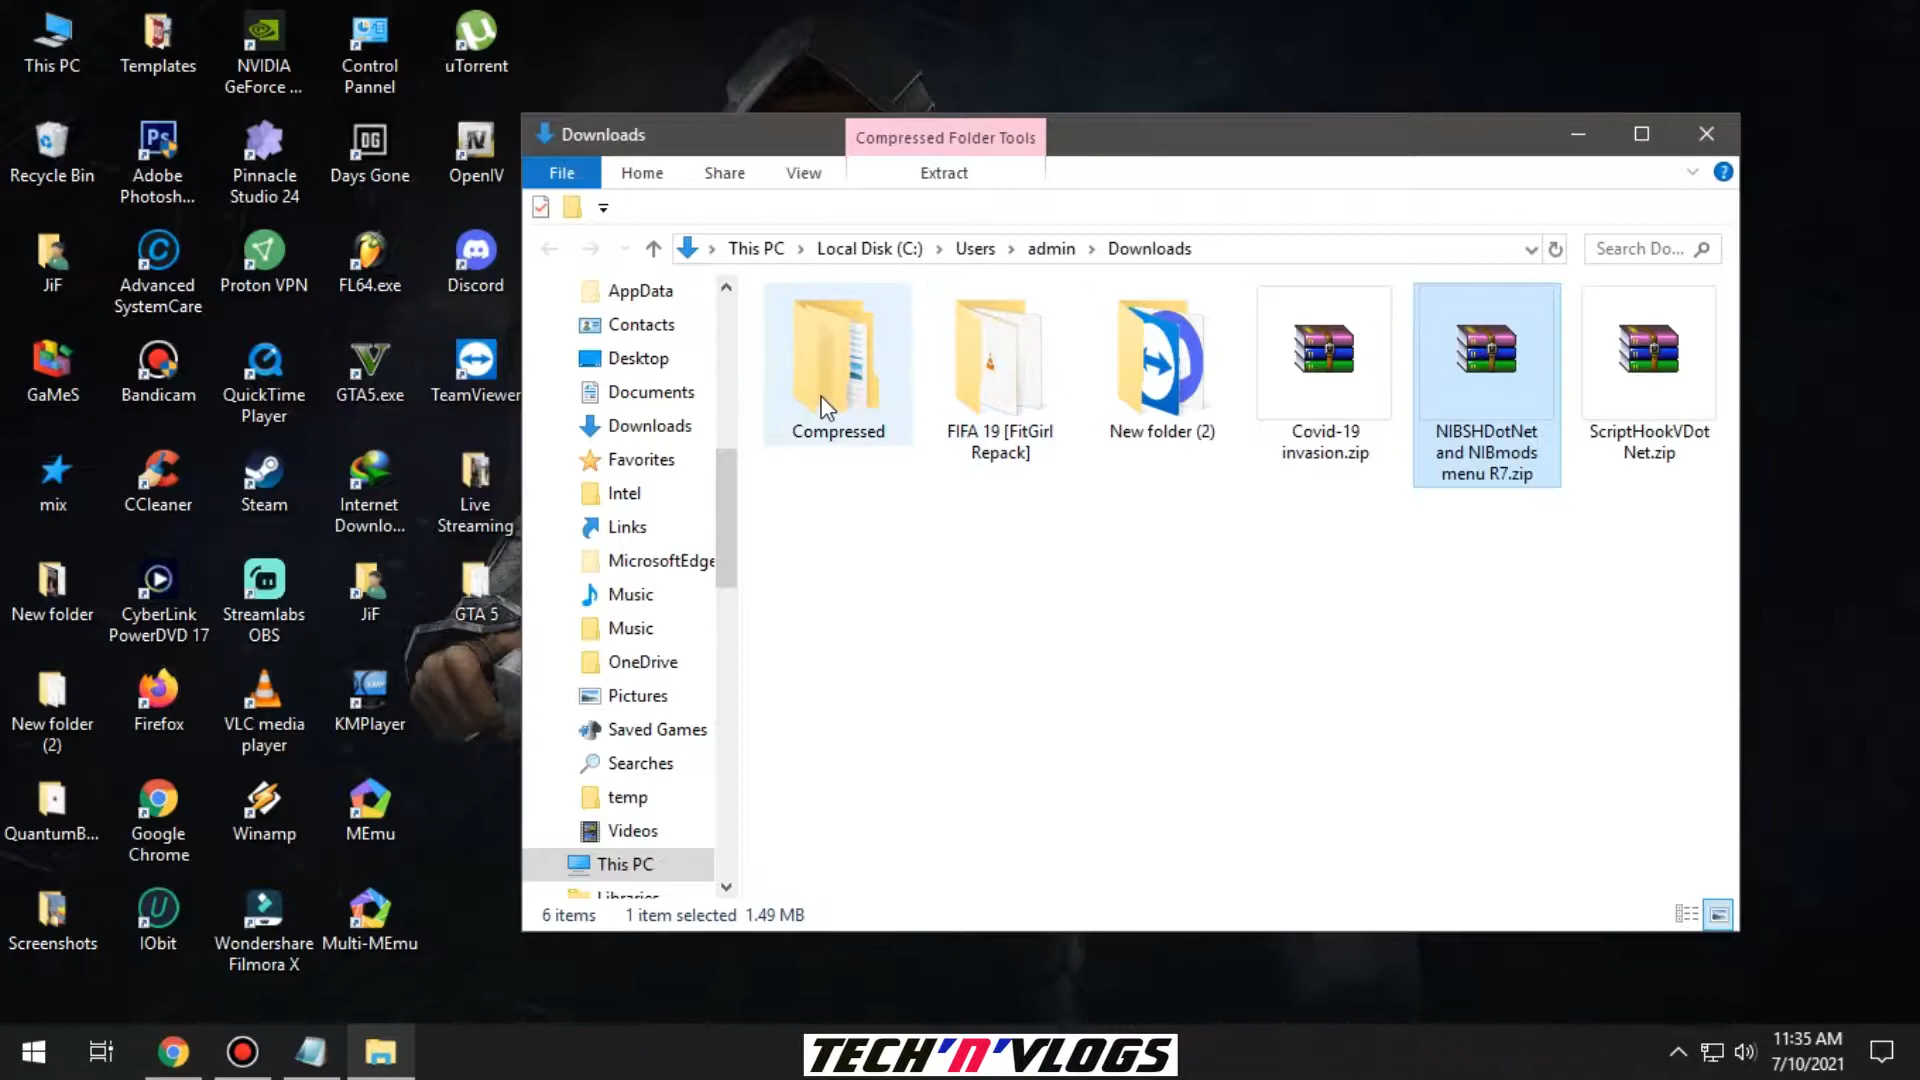 This PC
Templates
NVIDIA
GeForce ...
Control
Pannel
uTorrent
Recycle Bin
Adobe
Photosh...
Pinnacle
Studio 24
Days Gone
OpenIV
JiF
Advanced
SystemCare
Proton VPN
FL64.exe
Discord
GaMeS
Bandicam
QuickTime
Player
GTA5.exe
TeamViewer
mix
CCleaner
Steam
Internet
Downlo...
Live
Streaming
New folder
CyberLink
PowerDVD 17
Streamlabs
OBS
JiF
GTA 5
New folder
(2)
Firefox
VLC media
player
KMPlayer
QuantumB...
Google
Chrome
Winamp
MEmu
Screenshots
IObit
Wondershare
Filmora X
Multi-MEmu
Downloads
Compressed Folder Tools
File
Home
Share
View
Extract
This PC
Local Disk (C:)
Users
admin
Downloads
Search Do...
AppData
Contacts
Desktop
Documents
Downloads
Favorites
Intel
Links
MicrosoftEdge
Music
Music
OneDrive
Pictures
Saved Games
Searches
temp
Videos
This PC
Libraries
Compressed
FIFA 19 [FitGirl
Repack]
New folder (2)
Covid-19
invasion.zip
NIBSHDotNet
and NIBmods
menu R7.zip
ScriptHookVDot
Net.zip
6 items
1 item selected 1.49 MB
TECH'N'VLOGS
11:35 AM
7/10/2021